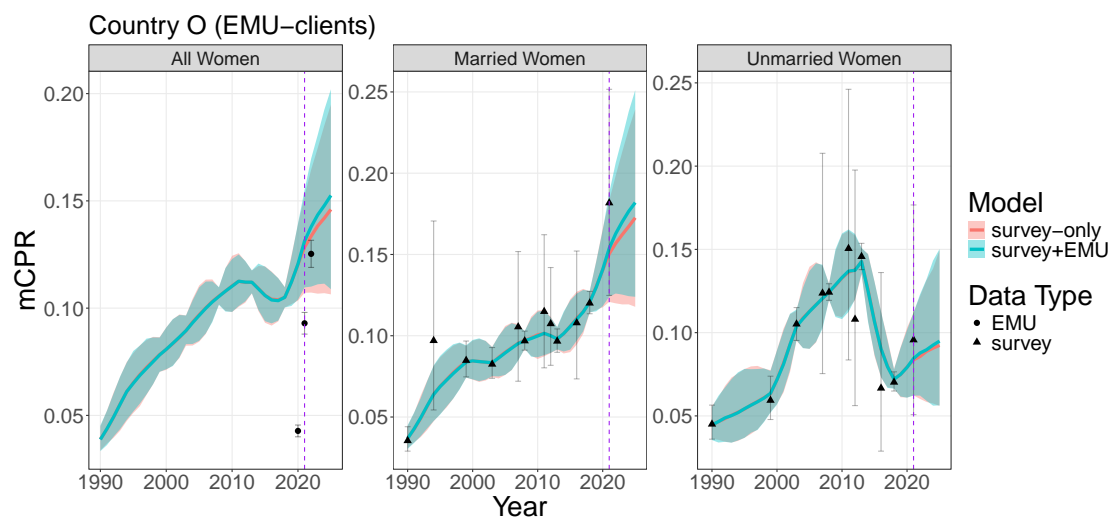 Country O (EMU−clients)
All Women
Married Women
Unmarried Women
mCPR
0.20
0.15
0.10
0.05
0.25
0.20
0.15
0.10
0.05
0.25
0.20
0.15
0.10
0.05
1990 2000 2010 2020
1990 2000 2010 2020
1990 2000 2010 2020
Year
Model
survey−only
survey+EMU
Data Type
EMU
survey